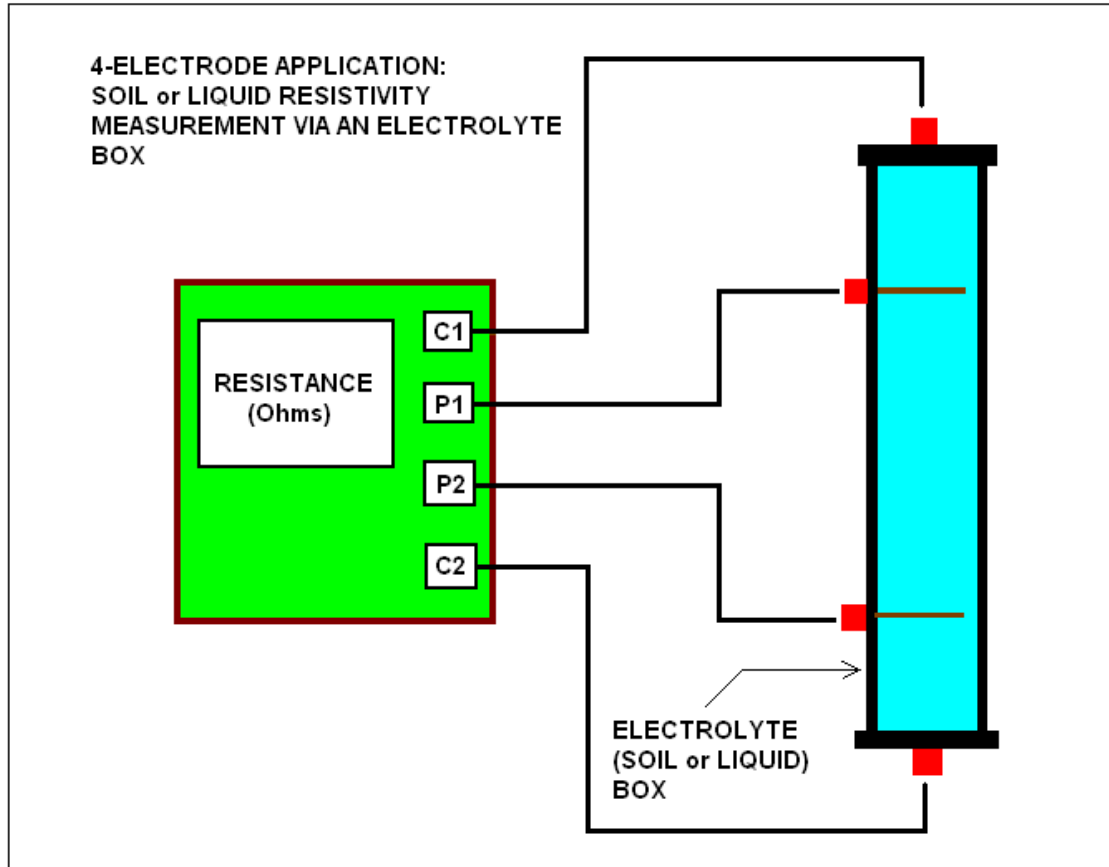 4-ELECTRODE APPLICATION:
SOIL or LIQUID RESISTIVITY
MEASUREMENT VIA AN ELECTROLYTE
BOX
RESISTANCE
(Ohms)
C1
P1
P2
C2
ELECTROLYTE
(SOIL or LIQUID)
BOX